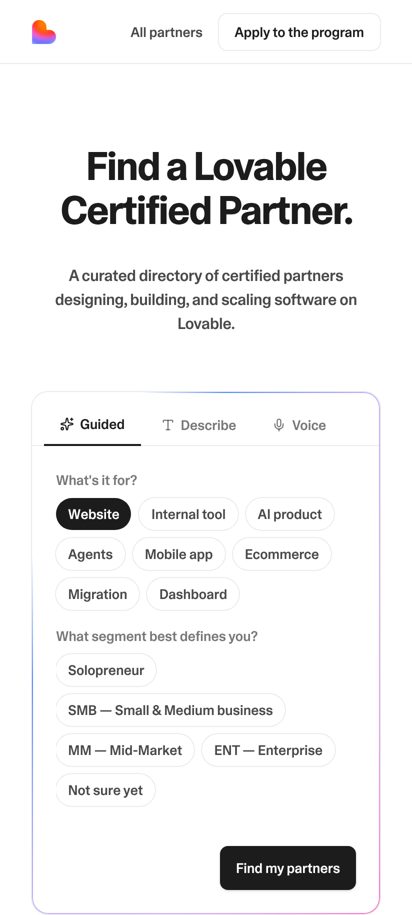 All partners
Apply to the program
Find a Lovable
Certified Partner.
A curated directory of certified partners
designing, building, and scaling software on
Lovable.
Guided
Describe
Voice
What's it for?
Website
Internal tool
AI product
Agents
Mobile app
Ecommerce
Migration
Dashboard
What segment best defines you?
Solopreneur
SMB — Small & Medium business
MM — Mid-Market
ENT — Enterprise
Not sure yet
Find my partners